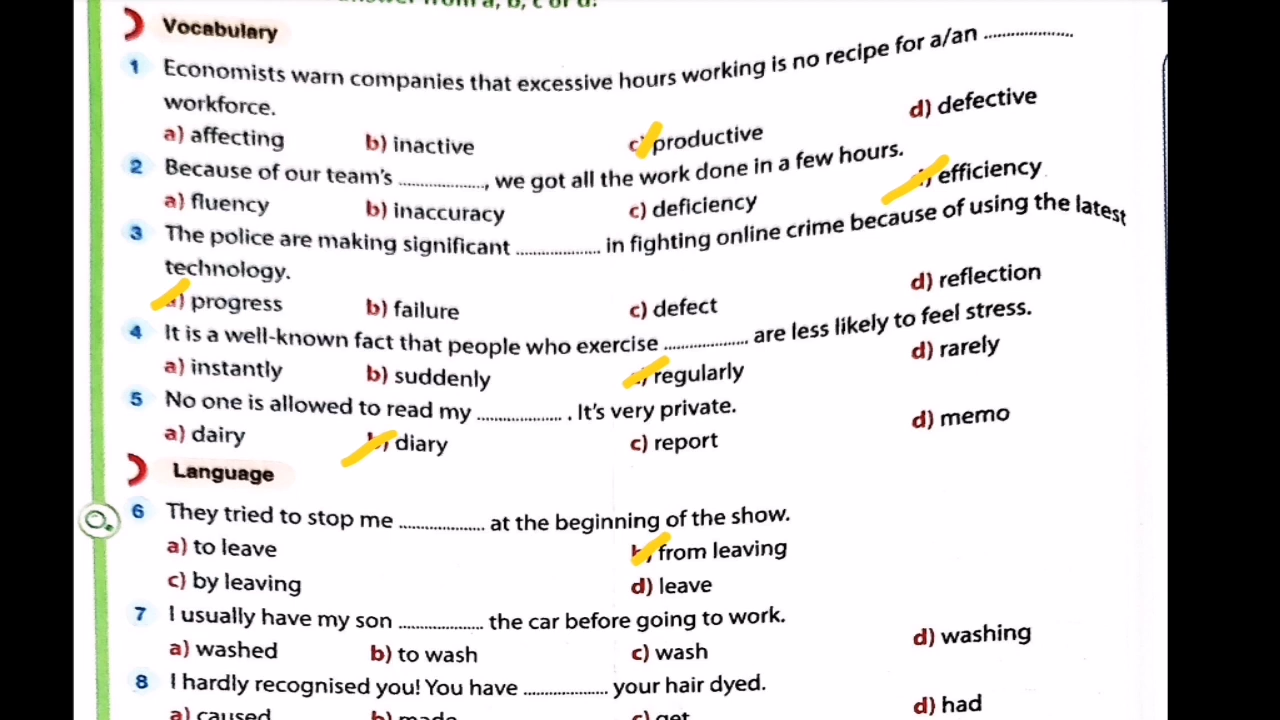 answer from a, b, c or d:
Vocabulary
1 Economists warn companies that excessive hours working is no recipe for a/an ....................
workforce.
a) affecting b) inactive c) productive d) defective
2 Because of our team's ...................., we got all the work done in a few hours.
a) fluency b) inaccuracy c) deficiency ) efficiency
3 The police are making significant .................... in fighting online crime because of using the latest
technology.
a) progress b) failure c) defect d) reflection
4 It is a well-known fact that people who exercise .................... are less likely to feel stress.
a) instantly b) suddenly ) regularly d) rarely
5 No one is allowed to read my .................... . It's very private.
a) dairy b) diary c) report d) memo
Language
6 They tried to stop me .................... at the beginning of the show.
a) to leave b) from leaving
c) by leaving d) leave
7 I usually have my son .................... the car before going to work.
a) washed b) to wash c) wash d) washing
8 I hardly recognised you! You have .................... your hair dyed.
a) caused b) made c) get d) had